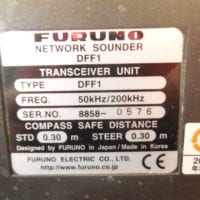 FURUNO
NETWORK SOUNDER
DFF1
TRANSCEIVER UNIT
TYPE DFF1
FREQ. 50kHz/200kHz
SER.NO. 8858- 0576
COMPASS SAFE DISTANCE
STD 0.30 m STEER 0.30 m
Designed by FURUNO in Japan / Made in Korea
FURUNO ELECTRIC CO., LTD.
http://www.furuno.co.jp